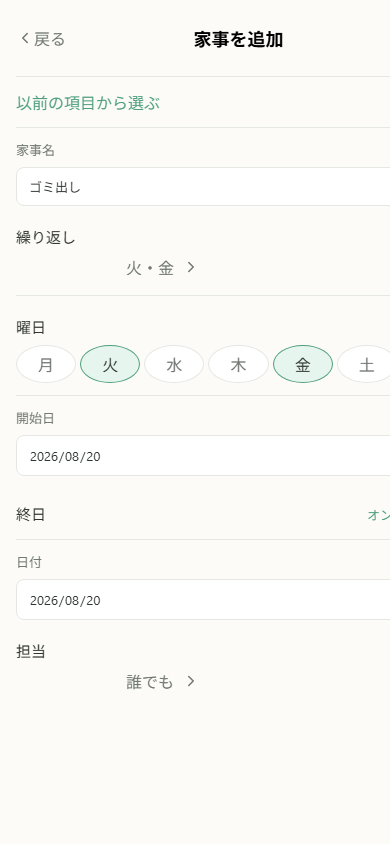 戻る
家事を追加
以前の項目から選ぶ
家事名
ゴミ出し
繰り返し
火・金
曜日
月 火 水 木 金 土
開始日
2026/08/20
終日
オン
日付
2026/08/20
担当
誰でも